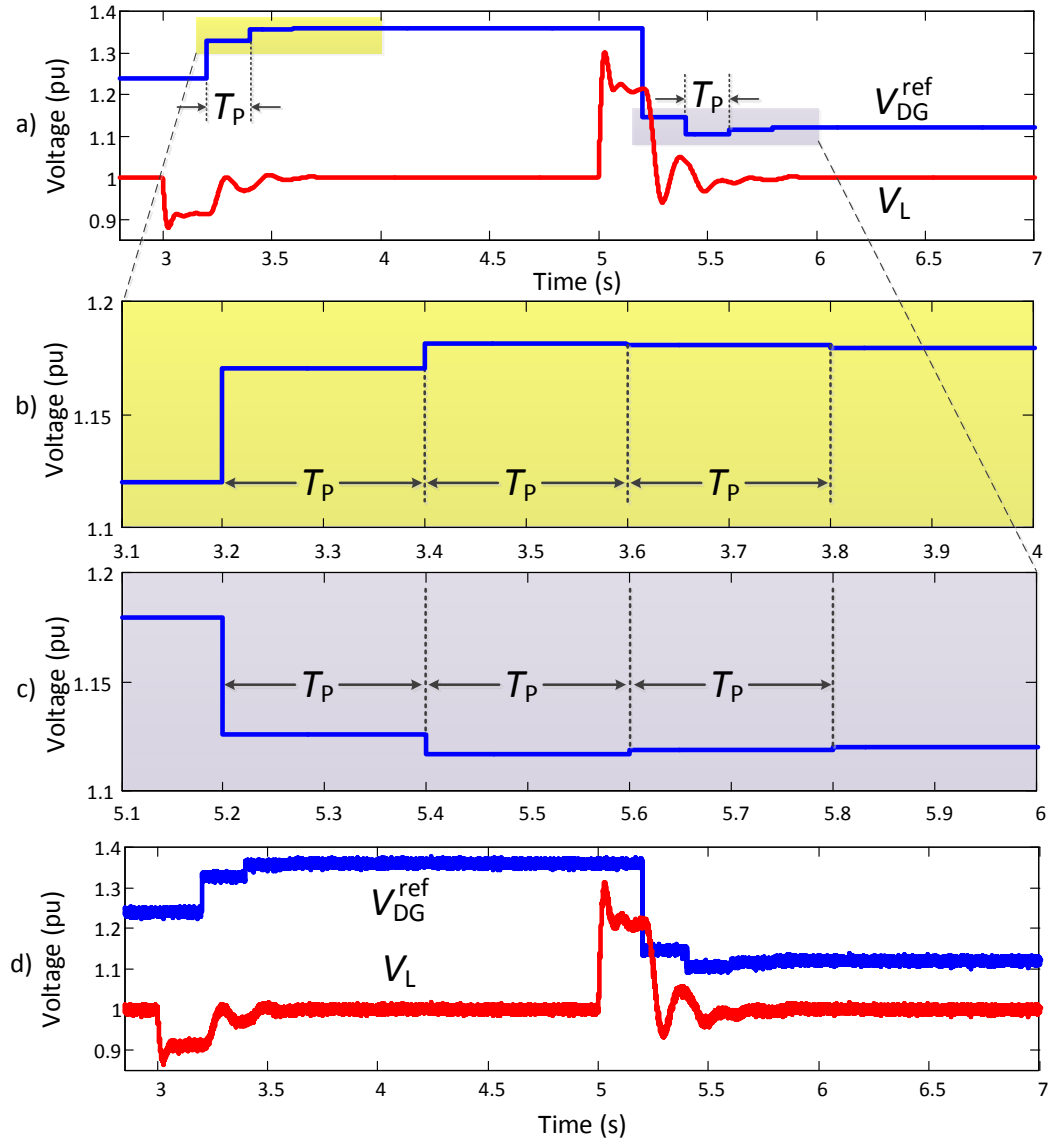 a)
Voltage (pu)
1.4
1.3
1.2
1.1
1
0.9
T_P
T_P
V_DG^ref
V_L
3 3.5 4 4.5 5 5.5 6 6.5 7
Time (s)
b)
Voltage (pu)
1.2
1.15
1.1
T_P T_P T_P
3.1 3.2 3.3 3.4 3.5 3.6 3.7 3.8 3.9 4
c)
Voltage (pu)
1.2
1.15
1.1
T_P T_P T_P
5.1 5.2 5.3 5.4 5.5 5.6 5.7 5.8 5.9 6
d)
Voltage (pu)
1.4
1.3
1.2
1.1
1
0.9
V_DG^ref
V_L
3 3.5 4 4.5 5 5.5 6 6.5 7
Time (s)